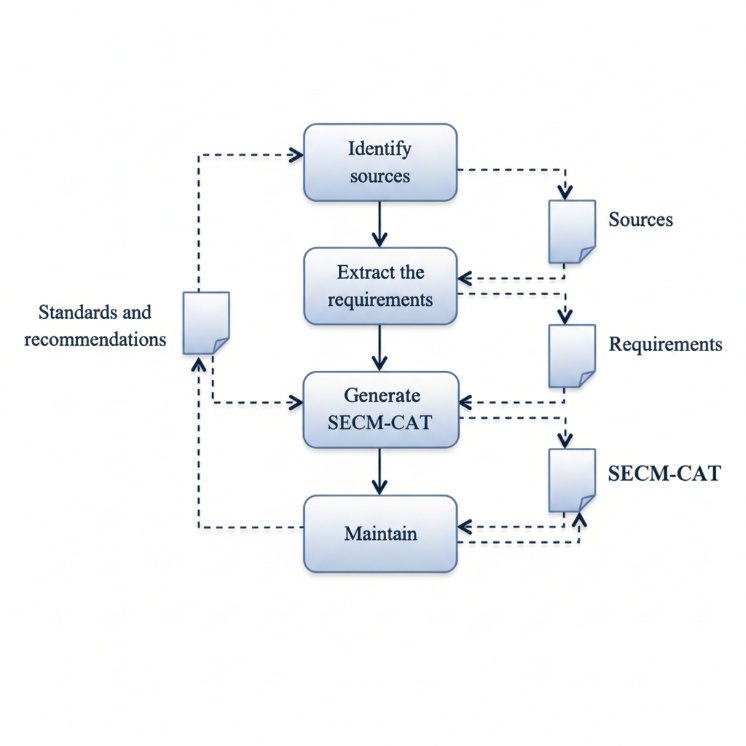 Identify
sources
Sources
Extract the
requirements
Standards and
recommendations
Requirements
Generate
SECM-CAT
SECM-CAT
Maintain